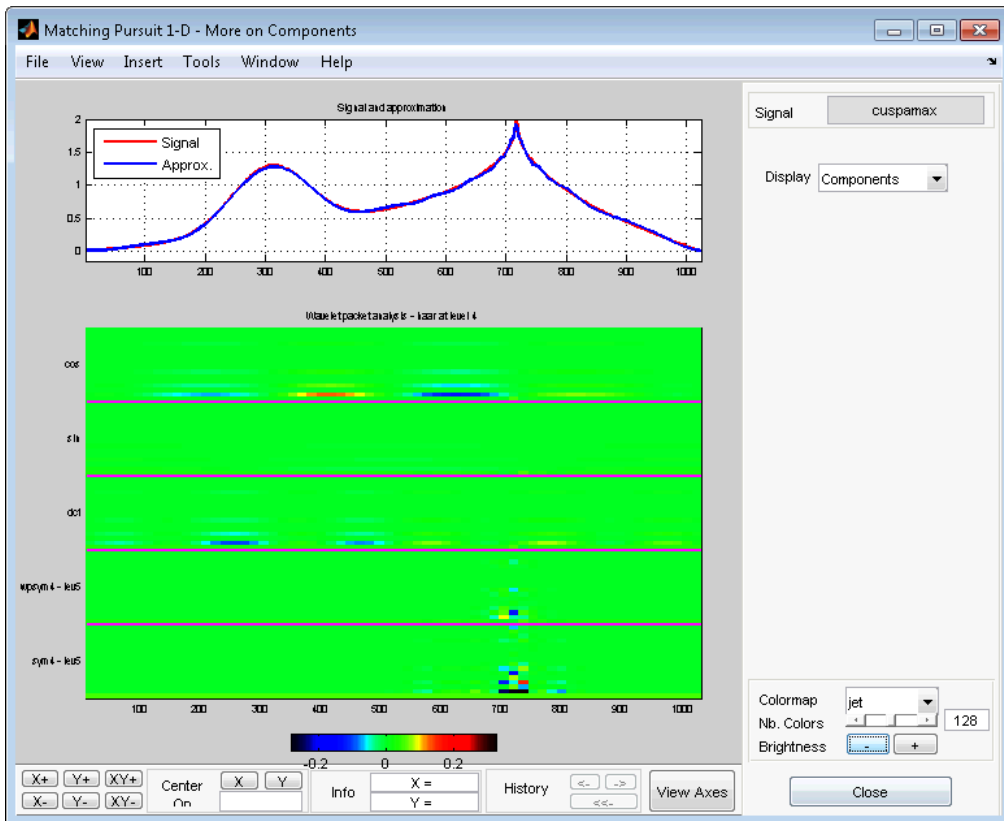 Matching Pursuit 1-D - More on Components
File View Insert Tools Window Help
Signal and approximation
2
1.5
1
0.5
0
Signal
Approx.
100 200 300 400 500 600 700 800 900 1000
Wavelet packet analysis - haar at level 4
cos
sin
dct
wpsym4 - lev5
sym4 - lev5
100 200 300 400 500 600 700 800 900 1000
-0.2 0 0.2
Signal cuspamax
Display Components
Colormap jet
Nb. Colors 128
Brightness - +
X+ Y+ XY+
X- Y- XY-
Center On
X Y
Info
X =
Y =
History
<- ->
<<-
View Axes
Close